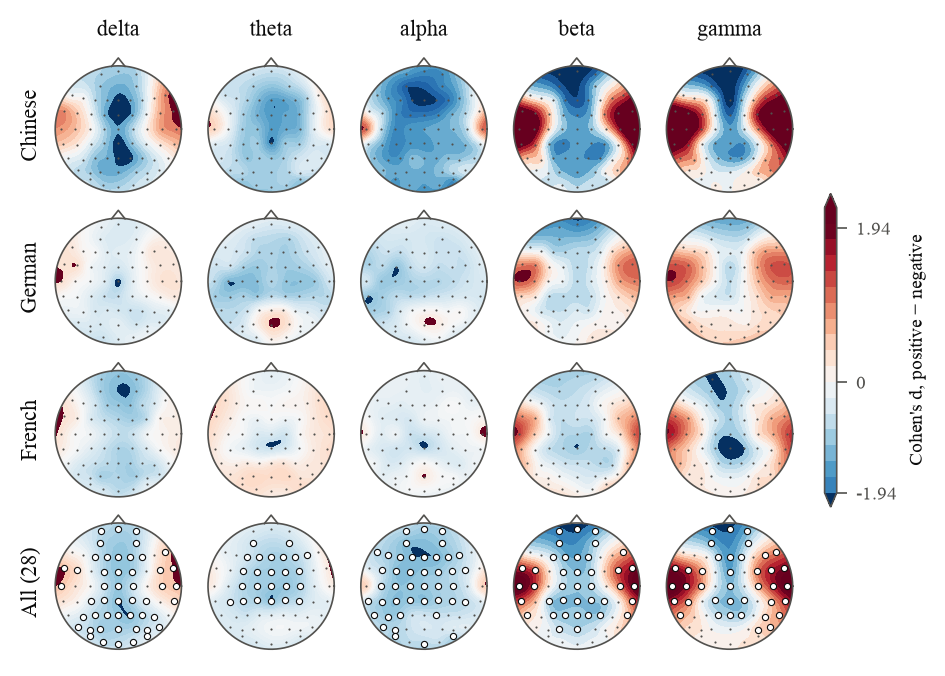 delta theta alpha beta gamma
Chinese
German
French
All (28)
1.94
0
-1.94
Cohen's d, positive − negative